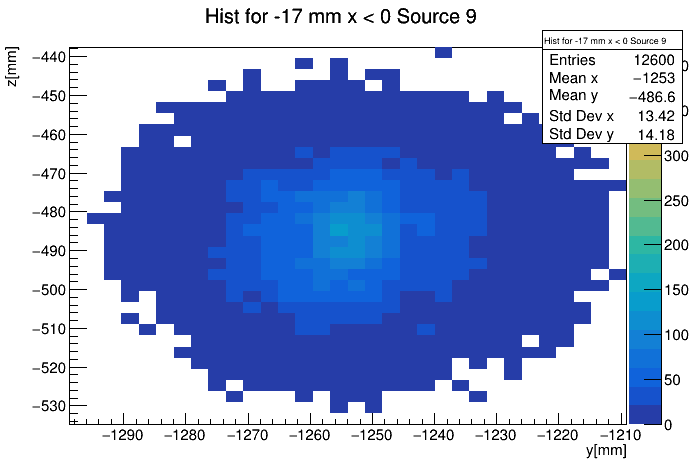 Hist for -17 mm x < 0 Source 9
Hist for -17 mm x < 0 Source 9
Entries 12600
Mean x −1253
Mean y −486.6
Std Dev x 13.42
Std Dev y 14.18
z[mm]
−440
−450
−460
−470
−480
−490
−500
−510
−520
−530
−1290
−1280
−1270
−1260
−1250
−1240
−1230
−1220
−1210
y[mm]
300
250
200
150
100
50
0